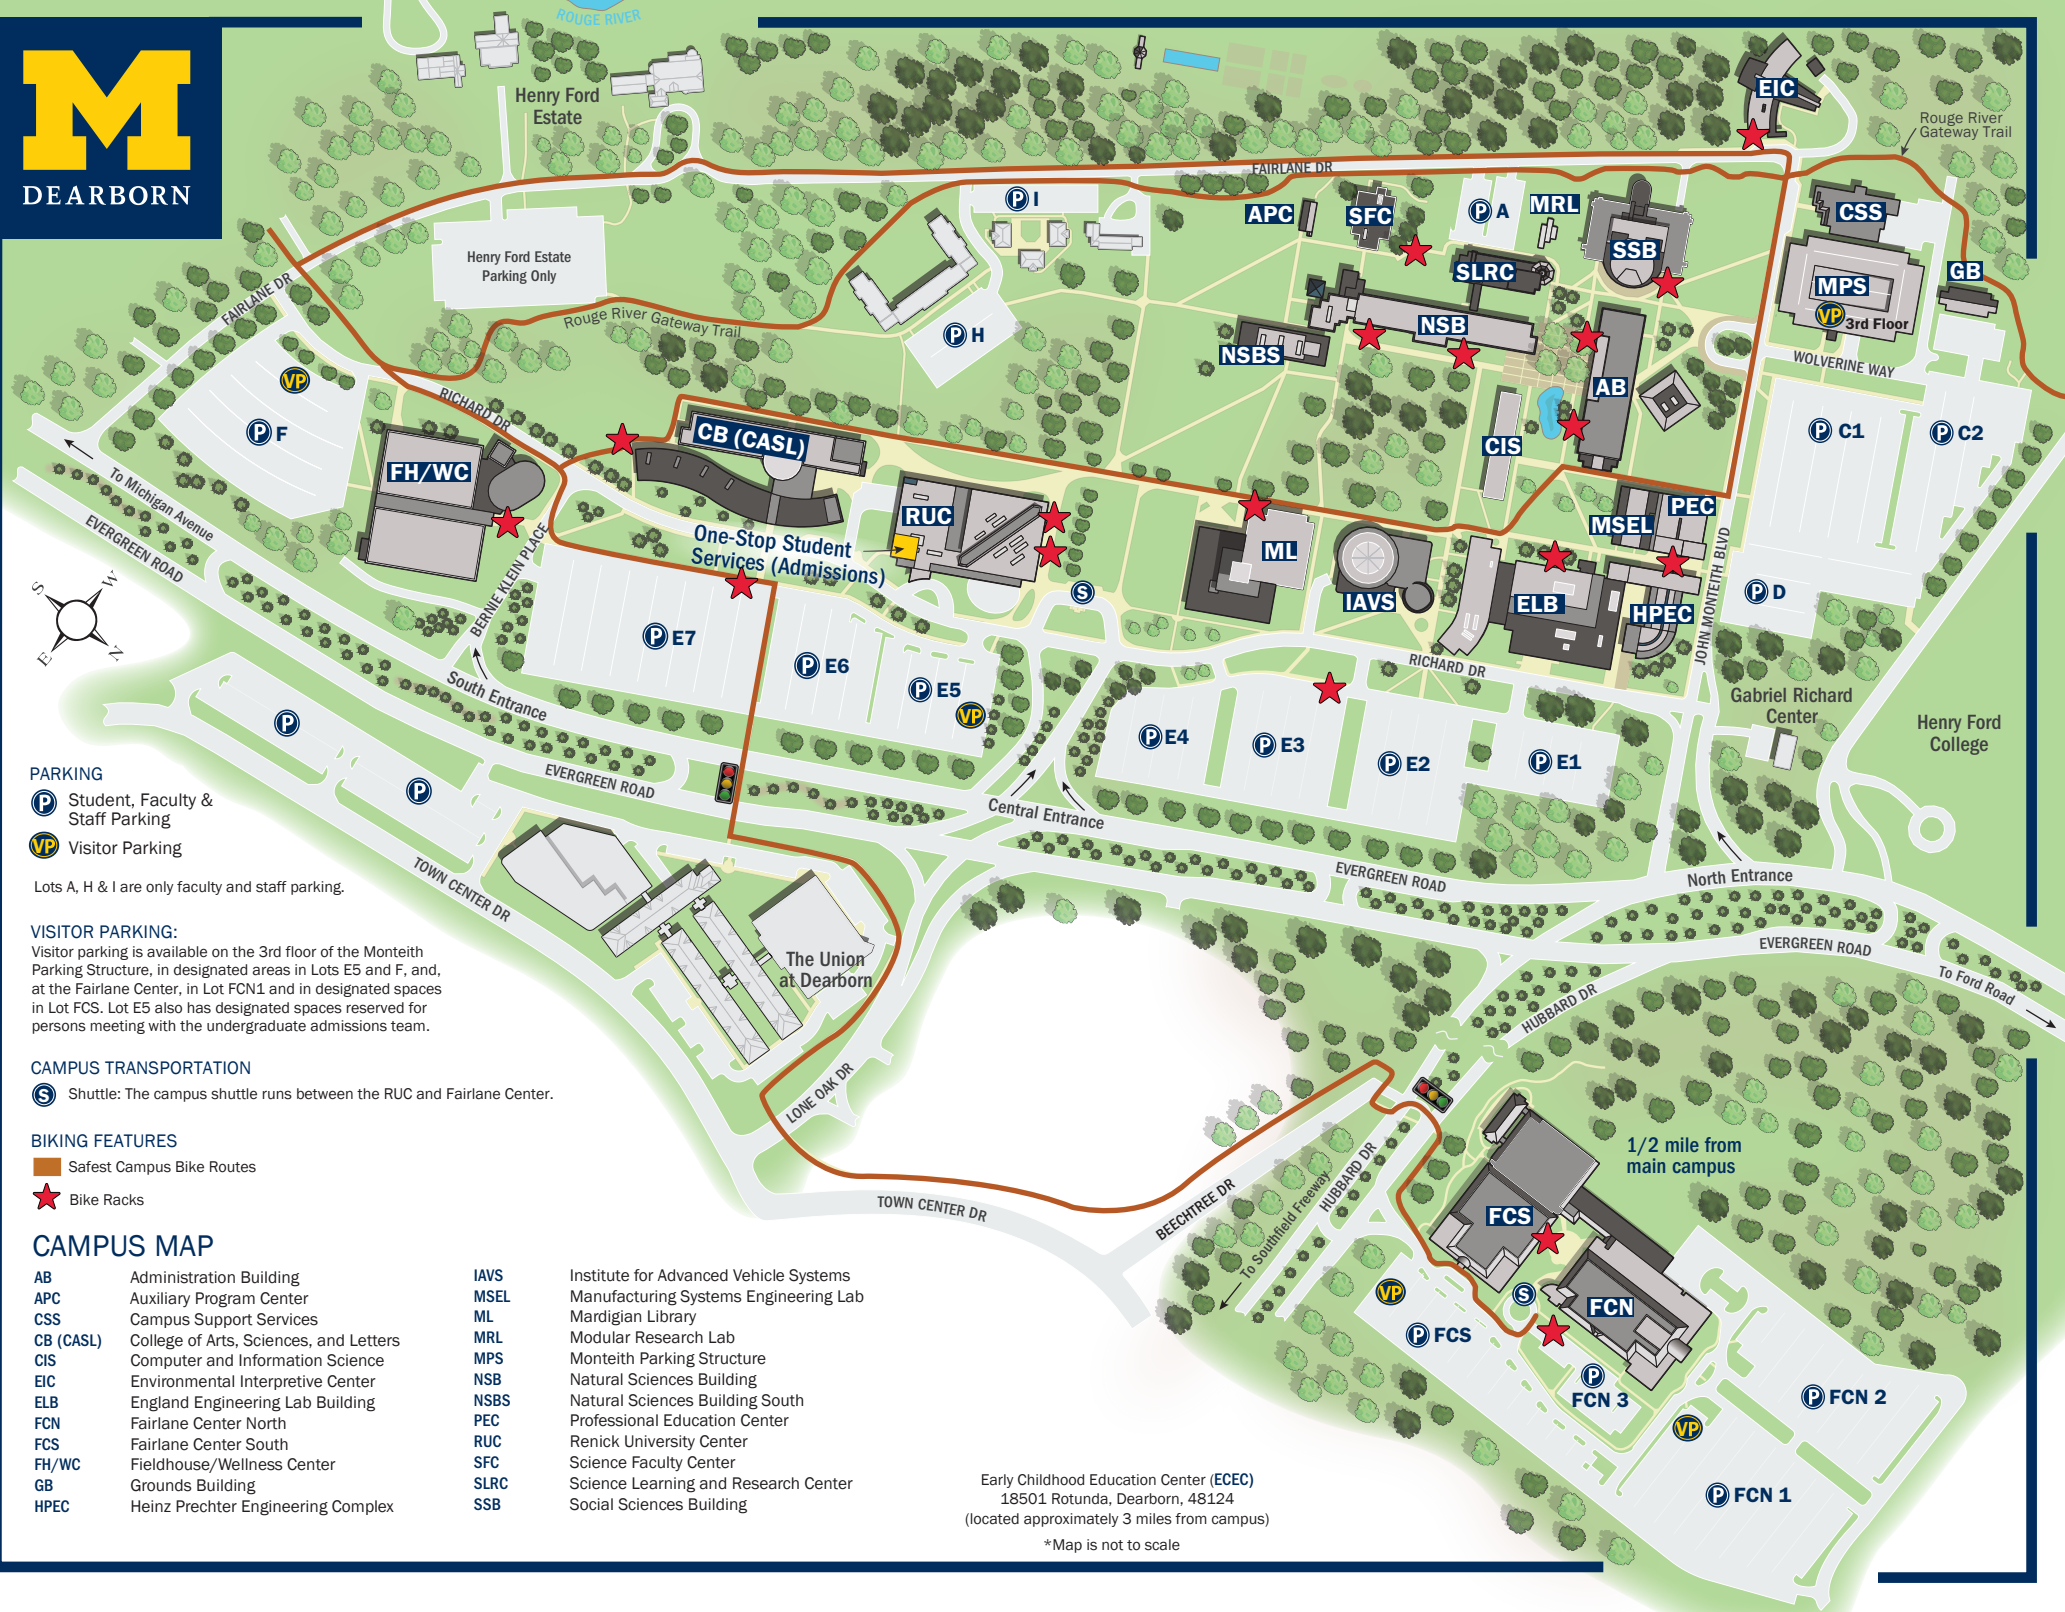 ROUGE RIVER
M
DEARBORN
Henry Ford
Estate
EIC
Rouge River
Gateway Trail
FAIRLANE DR
P I
APC
SFC
P A
MRL
SSB
CSS
Henry Ford Estate
Parking Only
SLRC
GB
MPS
VP 3rd Floor
FAIRLANE DR
Rouge River Gateway Trail
P H
NSB
NSBS
WOLVERINE WAY
VP
AB
RICHARD DR
P F
CB (CASL)
P C1
P C2
CIS
FH/WC
To Michigan Avenue
EVERGREEN ROAD
RUC
PEC
MSEL
One-Stop Student
Services (Admissions)
ML
BERNIE KLEIN PLACE
JOHN MONTEITH BLVD
S
W
E
N
S
IAVS
ELB
HPEC
P D
P E7
P E6
P E5
VP
RICHARD DR
South Entrance
Gabriel Richard
Center
Henry Ford
College
P
P E4
P E3
P E2
P E1
P
EVERGREEN ROAD
Central Entrance
EVERGREEN ROAD
North Entrance
EVERGREEN ROAD
To Ford Road
TOWN CENTER DR
The Union
at Dearborn
HUBBARD DR
LONE OAK DR
1/2 mile from
main campus
HUBBARD DR
To Southfield Freeway
BEECHTREE DR
TOWN CENTER DR
FCS
S
FCN
VP
P FCS
P
FCN 3
P FCN 2
VP
P FCN 1
PARKING
P Student, Faculty &
Staff Parking
VP Visitor Parking
Lots A, H & I are only faculty and staff parking.
VISITOR PARKING:
Visitor parking is available on the 3rd floor of the Monteith
Parking Structure, in designated areas in Lots E5 and F, and,
at the Fairlane Center, in Lot FCN1 and in designated spaces
in Lot FCS. Lot E5 also has designated spaces reserved for
persons meeting with the undergraduate admissions team.
CAMPUS TRANSPORTATION
S Shuttle: The campus shuttle runs between the RUC and Fairlane Center.
BIKING FEATURES
Safest Campus Bike Routes
Bike Racks
CAMPUS MAP
AB Administration Building
APC Auxiliary Program Center
CSS Campus Support Services
CB (CASL) College of Arts, Sciences, and Letters
CIS Computer and Information Science
EIC Environmental Interpretive Center
ELB England Engineering Lab Building
FCN Fairlane Center North
FCS Fairlane Center South
FH/WC Fieldhouse/Wellness Center
GB Grounds Building
HPEC Heinz Prechter Engineering Complex
IAVS Institute for Advanced Vehicle Systems
MSEL Manufacturing Systems Engineering Lab
ML Mardigian Library
MRL Modular Research Lab
MPS Monteith Parking Structure
NSB Natural Sciences Building
NSBS Natural Sciences Building South
PEC Professional Education Center
RUC Renick University Center
SFC Science Faculty Center
SLRC Science Learning and Research Center
SSB Social Sciences Building
Early Childhood Education Center (ECEC)
18501 Rotunda, Dearborn, 48124
(located approximately 3 miles from campus)
*Map is not to scale